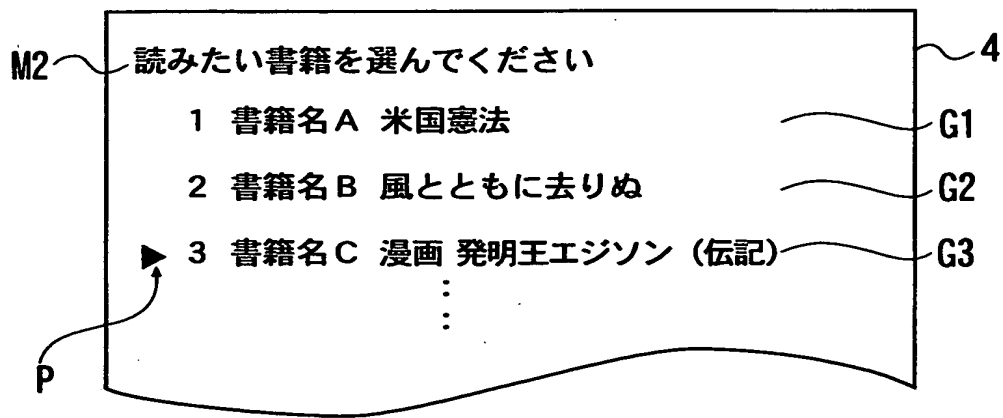 M2 読みたい書籍を選んでください 4
1 書籍名A 米国憲法 G1
2 書籍名B 風とともに去りぬ G2
▶ 3 書籍名C 漫画 発明王エジソン（伝記） G3
⋮
P